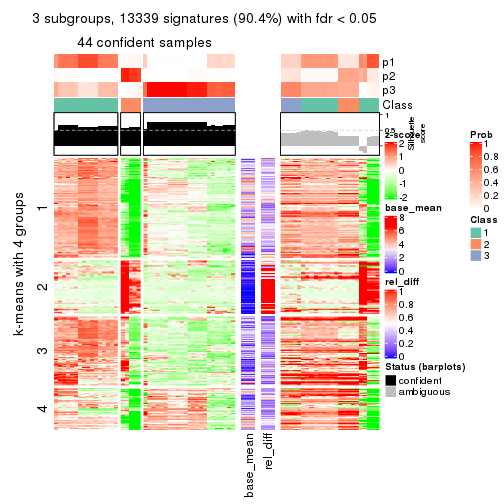 3 subgroups, 13339 signatures (90.4%) with fdr < 0.05
44 confident samples
p1
p2
p3
Class
1
0.5
0
Silhouette
score
k-means with 4 groups
1
2
3
4
base_mean
rel_diff
z-score
2
1
0
-1
-2
base_mean
8
6
4
2
0
rel_diff
1
0.8
0.6
0.4
0.2
0
Status (barplots)
confident
ambiguous
Prob
1
0.8
0.6
0.4
0.2
0
Class
1
2
3